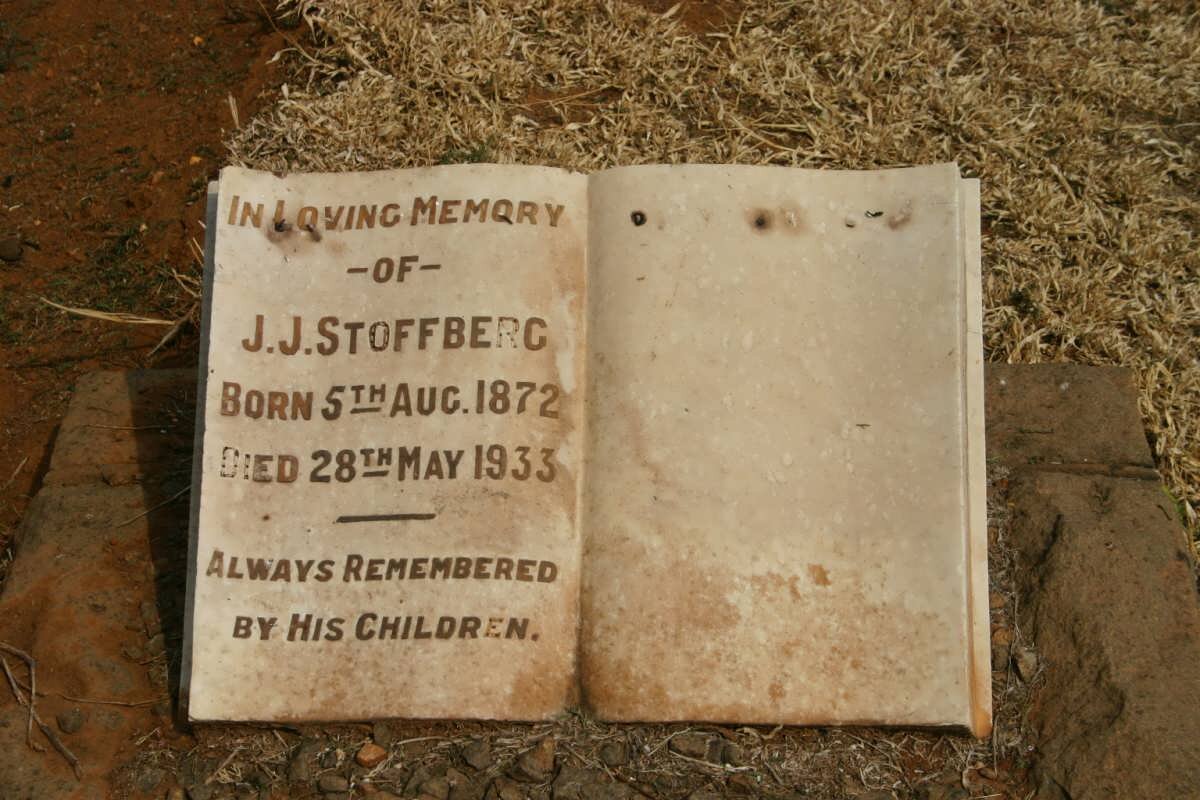 IN LOVING MEMORY
-OF-
J.J. STOFFBERG
BORN 5TH AUG. 1872
DIED 28TH MAY 1933
ALWAYS REMEMBERED
BY HIS CHILDREN.